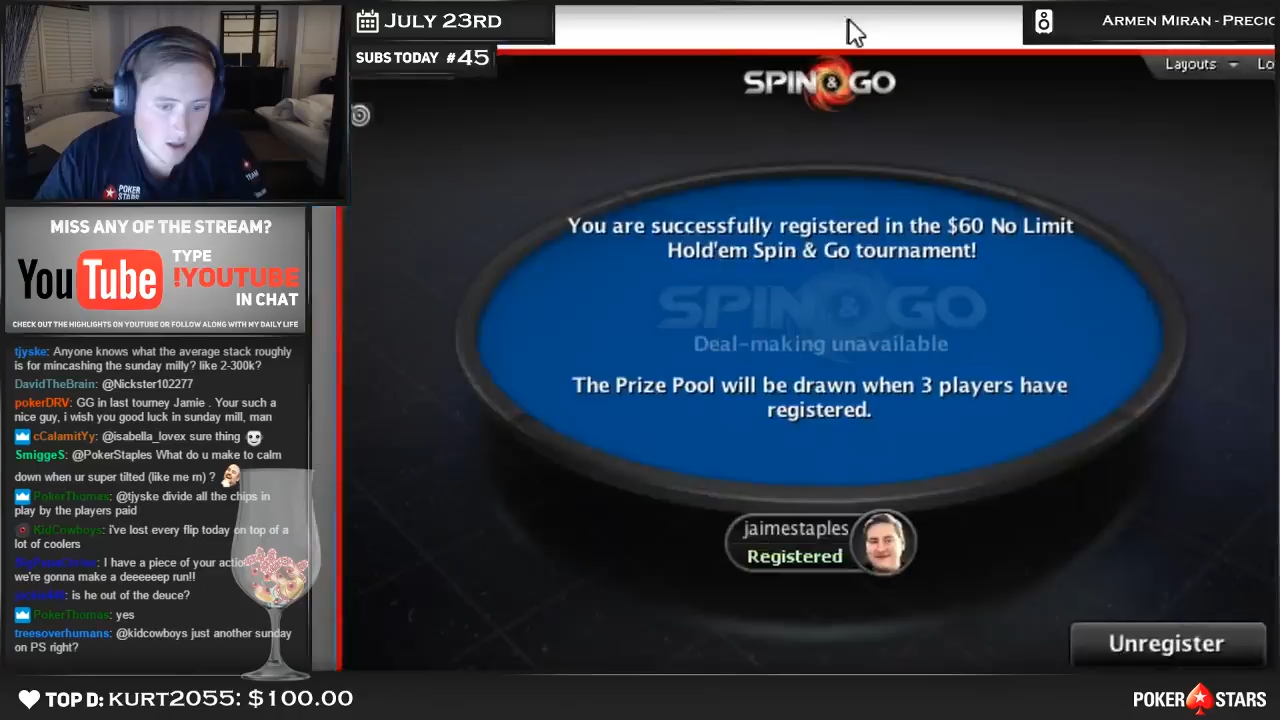 JULY 23RD
ARMEN MIRAN - PRECIO
SUBS TODAY #45
Layouts
Lo
SPIN & GO
POKER
STARS
TEAM
MISS ANY OF THE STREAM?
YouTube
TYPE
!YOUTUBE
IN CHAT
CHECK OUT THE HIGHLIGHTS ON YOUTUBE OR FOLLOW ALONG WITH MY DAILY LIFE
You are successfully registered in the $60 No Limit
Hold'em Spin & Go tournament!
SPIN & GO
Deal-making unavailable
The Prize Pool will be drawn when 3 players have
registered.
jaimestaples
Registered
Unregister
tjyske: Anyone knows what the average stack roughly
is for mincashing the sunday milly? like 2-300k?
DavidTheBrain: @Nickster102277
pokerDRV: GG in last tourney Jamie . Your such a
nice guy, i wish you good luck in sunday mill, man
cCalamitYy: @isabella_lovex sure thing
SmiggeS: @PokerStaples What do u make to calm
down when ur super tilted (like me m) ?
PokerThomas: @tjyske divide all the chips in
play by the players paid
KidCowboys: i've lost every flip today on top of a
lot of coolers
I have a piece of your actio
we're gonna make a deeeeeep run!!
is he out of the deuce?
PokerThomas: yes
treesoverhumans: @kidcowboys just another sunday
on PS right?
TOP D: KURT2055: $100.00
POKER STARS